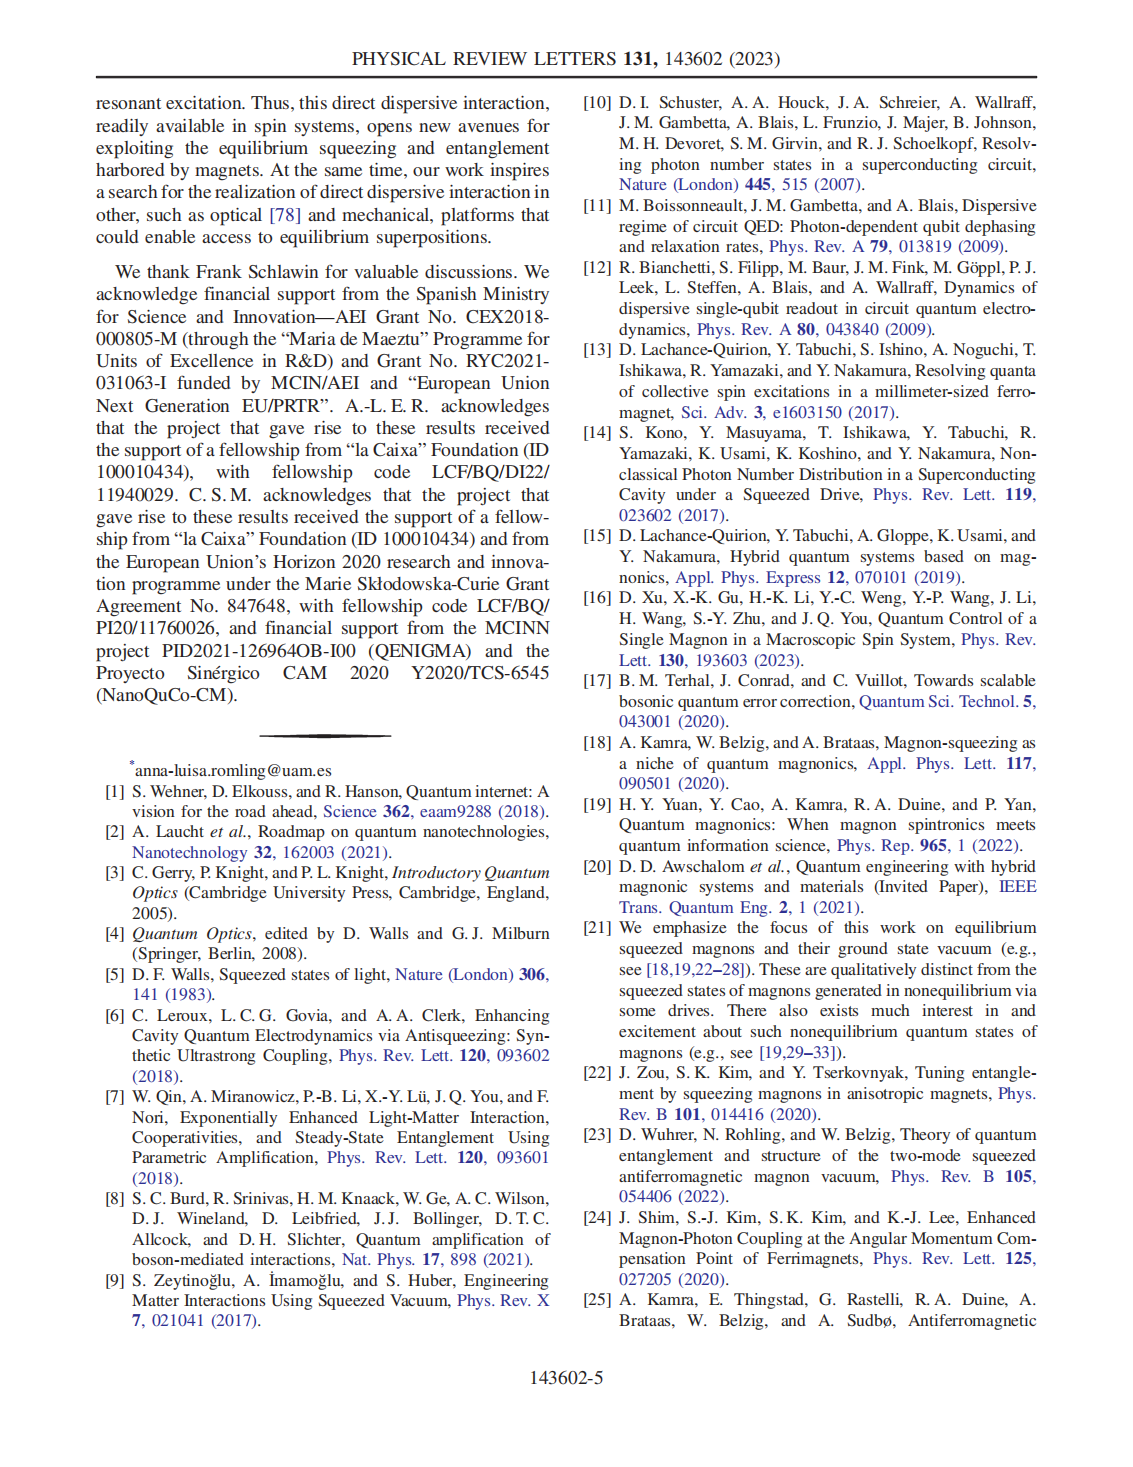 PHYSICAL REVIEW LETTERS 131, 143602 (2023)
resonant excitation. Thus, this direct dispersive interaction,
readily available in spin systems, opens new avenues for
exploiting the equilibrium squeezing and entanglement
harbored by magnets. At the same time, our work inspires
a search for the realization of direct dispersive interaction in
other, such as optical [78] and mechanical, platforms that
could enable access to equilibrium superpositions.
We thank Frank Schlawin for valuable discussions. We
acknowledge financial support from the Spanish Ministry
for Science and Innovation—AEI Grant No. CEX2018-
000805-M (through the “Maria de Maeztu” Programme for
Units of Excellence in R&D) and Grant No. RYC2021-
031063-I funded by MCIN/AEI and “European Union
Next Generation EU/PRTR”. A.-L. E. R. acknowledges
that the project that gave rise to these results received
the support of a fellowship from “la Caixa” Foundation (ID
100010434), with fellowship code LCF/BQ/DI22/
11940029. C. S. M. acknowledges that the project that
gave rise to these results received the support of a fellow-
ship from “la Caixa” Foundation (ID 100010434) and from
the European Union’s Horizon 2020 research and innova-
tion programme under the Marie Skłodowska-Curie Grant
Agreement No. 847648, with fellowship code LCF/BQ/
PI20/11760026, and financial support from the MCINN
project PID2021-126964OB-I00 (QENIGMA) and the
Proyecto Sinérgico CAM 2020 Y2020/TCS-6545
(NanoQuCo-CM).
*anna-luisa.romling@uam.es
[1] S. Wehner, D. Elkouss, and R. Hanson, Quantum internet: A
vision for the road ahead, Science 362, eaam9288 (2018).
[2] A. Laucht et al., Roadmap on quantum nanotechnologies,
Nanotechnology 32, 162003 (2021).
[3] C. Gerry, P. Knight, and P. L. Knight, Introductory Quantum
Optics (Cambridge University Press, Cambridge, England,
2005).
[4] Quantum Optics, edited by D. Walls and G. J. Milburn
(Springer, Berlin, 2008).
[5] D. F. Walls, Squeezed states of light, Nature (London) 306,
141 (1983).
[6] C. Leroux, L. C. G. Govia, and A. A. Clerk, Enhancing
Cavity Quantum Electrodynamics via Antisqueezing: Syn-
thetic Ultrastrong Coupling, Phys. Rev. Lett. 120, 093602
(2018).
[7] W. Qin, A. Miranowicz, P.-B. Li, X.-Y. Lü, J. Q. You, and F.
Nori, Exponentially Enhanced Light-Matter Interaction,
Cooperativities, and Steady-State Entanglement Using
Parametric Amplification, Phys. Rev. Lett. 120, 093601
(2018).
[8] S. C. Burd, R. Srinivas, H. M. Knaack, W. Ge, A. C. Wilson,
D. J. Wineland, D. Leibfried, J. J. Bollinger, D. T. C.
Allcock, and D. H. Slichter, Quantum amplification of
boson-mediated interactions, Nat. Phys. 17, 898 (2021).
[9] S. Zeytinoğlu, A. İmamoğlu, and S. Huber, Engineering
Matter Interactions Using Squeezed Vacuum, Phys. Rev. X
7, 021041 (2017).
[10] D. I. Schuster, A. A. Houck, J. A. Schreier, A. Wallraff,
J. M. Gambetta, A. Blais, L. Frunzio, J. Majer, B. Johnson,
M. H. Devoret, S. M. Girvin, and R. J. Schoelkopf, Resolv-
ing photon number states in a superconducting circuit,
Nature (London) 445, 515 (2007).
[11] M. Boissonneault, J. M. Gambetta, and A. Blais, Dispersive
regime of circuit QED: Photon-dependent qubit dephasing
and relaxation rates, Phys. Rev. A 79, 013819 (2009).
[12] R. Bianchetti, S. Filipp, M. Baur, J. M. Fink, M. Göppl, P. J.
Leek, L. Steffen, A. Blais, and A. Wallraff, Dynamics of
dispersive single-qubit readout in circuit quantum electro-
dynamics, Phys. Rev. A 80, 043840 (2009).
[13] D. Lachance-Quirion, Y. Tabuchi, S. Ishino, A. Noguchi, T.
Ishikawa, R. Yamazaki, and Y. Nakamura, Resolving quanta
of collective spin excitations in a millimeter-sized ferro-
magnet, Sci. Adv. 3, e1603150 (2017).
[14] S. Kono, Y. Masuyama, T. Ishikawa, Y. Tabuchi, R.
Yamazaki, K. Usami, K. Koshino, and Y. Nakamura, Non-
classical Photon Number Distribution in a Superconducting
Cavity under a Squeezed Drive, Phys. Rev. Lett. 119,
023602 (2017).
[15] D. Lachance-Quirion, Y. Tabuchi, A. Gloppe, K. Usami, and
Y. Nakamura, Hybrid quantum systems based on mag-
nonics, Appl. Phys. Express 12, 070101 (2019).
[16] D. Xu, X.-K. Gu, H.-K. Li, Y.-C. Weng, Y.-P. Wang, J. Li,
H. Wang, S.-Y. Zhu, and J. Q. You, Quantum Control of a
Single Magnon in a Macroscopic Spin System, Phys. Rev.
Lett. 130, 193603 (2023).
[17] B. M. Terhal, J. Conrad, and C. Vuillot, Towards scalable
bosonic quantum error correction, Quantum Sci. Technol. 5,
043001 (2020).
[18] A. Kamra, W. Belzig, and A. Brataas, Magnon-squeezing as
a niche of quantum magnonics, Appl. Phys. Lett. 117,
090501 (2020).
[19] H. Y. Yuan, Y. Cao, A. Kamra, R. A. Duine, and P. Yan,
Quantum magnonics: When magnon spintronics meets
quantum information science, Phys. Rep. 965, 1 (2022).
[20] D. D. Awschalom et al., Quantum engineering with hybrid
magnonic systems and materials (Invited Paper), IEEE
Trans. Quantum Eng. 2, 1 (2021).
[21] We emphasize the focus of this work on equilibrium
squeezed magnons and their ground state vacuum (e.g.,
see [18,19,22–28]). These are qualitatively distinct from the
squeezed states of magnons generated in nonequilibrium via
some drives. There also exists much interest in and
excitement about such nonequilibrium quantum states of
magnons (e.g., see [19,29–33]).
[22] J. Zou, S. K. Kim, and Y. Tserkovnyak, Tuning entangle-
ment by squeezing magnons in anisotropic magnets, Phys.
Rev. B 101, 014416 (2020).
[23] D. Wuhrer, N. Rohling, and W. Belzig, Theory of quantum
entanglement and structure of the two-mode squeezed
antiferromagnetic magnon vacuum, Phys. Rev. B 105,
054406 (2022).
[24] J. Shim, S.-J. Kim, S. K. Kim, and K.-J. Lee, Enhanced
Magnon-Photon Coupling at the Angular Momentum Com-
pensation Point of Ferrimagnets, Phys. Rev. Lett. 125,
027205 (2020).
[25] A. Kamra, E. Thingstad, G. Rastelli, R. A. Duine, A.
Brataas, W. Belzig, and A. Sudbø, Antiferromagnetic
143602-5